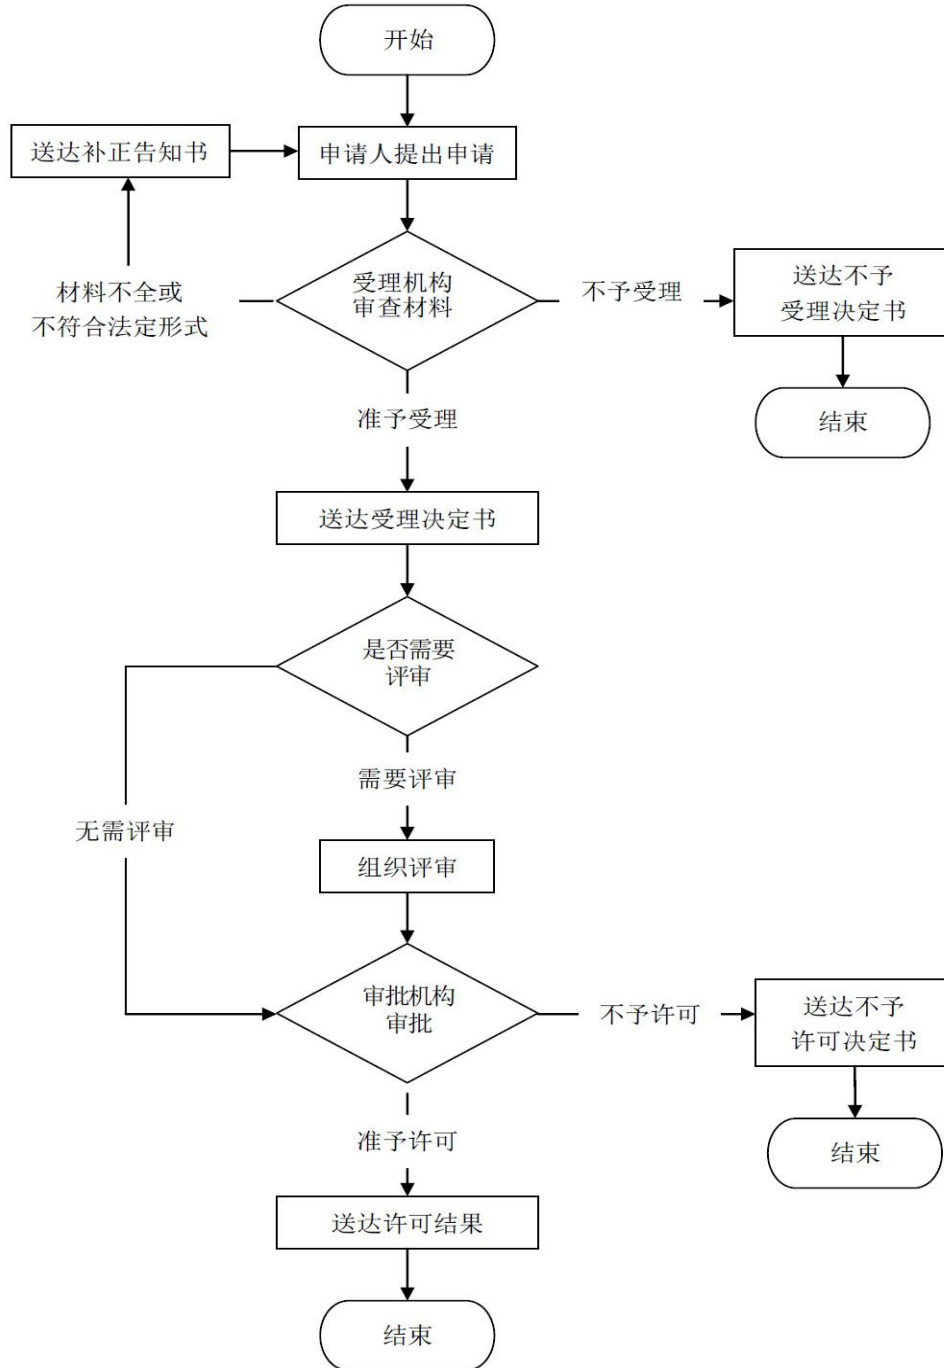 开始
送达补正告知书
申请人提出申请
材料不全或
不符合法定形式
受理机构
审查材料
不予受理
送达不予
受理决定书
结束
准予受理
送达受理决定书
是否需要
评审
需要评审
无需评审
组织评审
审批机构
审批
不予许可
送达不予
许可决定书
结束
准予许可
送达许可结果
结束